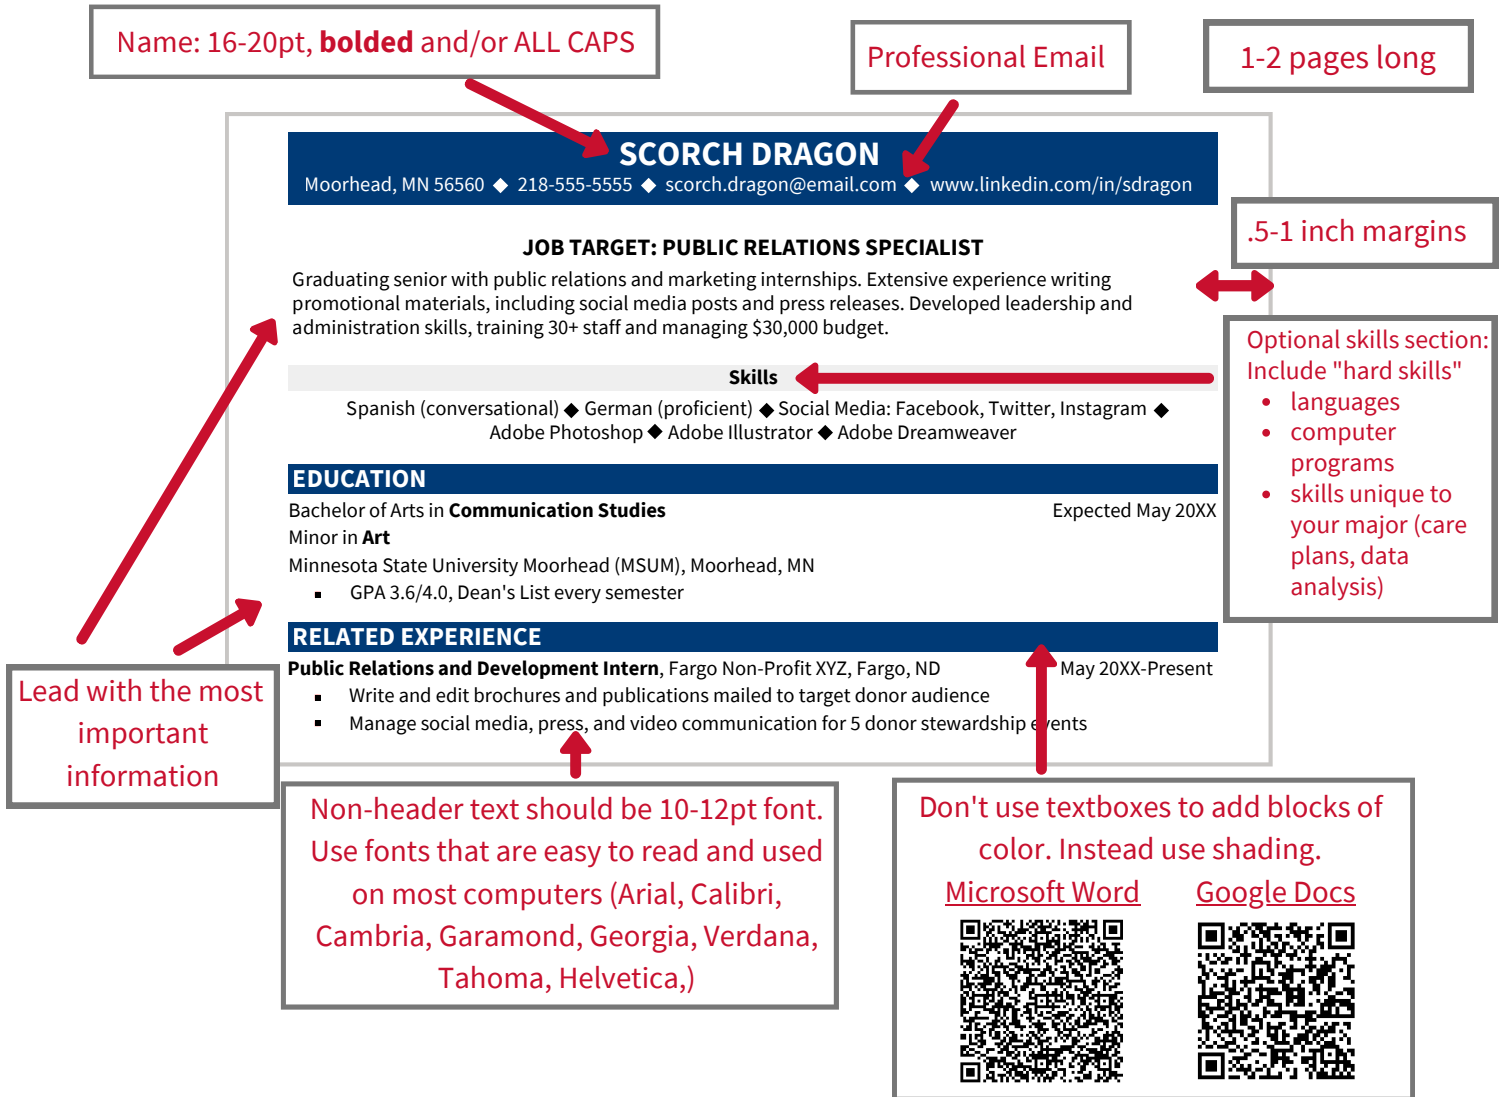 Name: 16-20pt, bolded and/or ALL CAPS
Professional Email
1-2 pages long
SCORCH DRAGON
Moorhead, MN 56560 ◆ 218-555-5555 ◆ scorch.dragon@email.com ◆ www.linkedin.com/in/sdragon
.5-1 inch margins
JOB TARGET: PUBLIC RELATIONS SPECIALIST
Graduating senior with public relations and marketing internships. Extensive experience writing
promotional materials, including social media posts and press releases. Developed leadership and
administration skills, training 30+ staff and managing $30,000 budget.
Optional skills section:
Include "hard skills"
• languages
• computer
programs
• skills unique to
your major (care
plans, data
analysis)
Skills
Spanish (conversational) ◆ German (proficient) ◆ Social Media: Facebook, Twitter, Instagram ◆
Adobe Photoshop ◆ Adobe Illustrator ◆ Adobe Dreamweaver
EDUCATION
Bachelor of Arts in Communication Studies Expected May 20XX
Minor in Art
Minnesota State University Moorhead (MSUM), Moorhead, MN
▪ GPA 3.6/4.0, Dean's List every semester
RELATED EXPERIENCE
Public Relations and Development Intern, Fargo Non-Profit XYZ, Fargo, ND May 20XX-Present
▪ Write and edit brochures and publications mailed to target donor audience
▪ Manage social media, press, and video communication for 5 donor stewardship events
Lead with the most
important
information
Non-header text should be 10-12pt font.
Use fonts that are easy to read and used
on most computers (Arial, Calibri,
Cambria, Garamond, Georgia, Verdana,
Tahoma, Helvetica,)
Don't use textboxes to add blocks of
color. Instead use shading.
Microsoft Word Google Docs